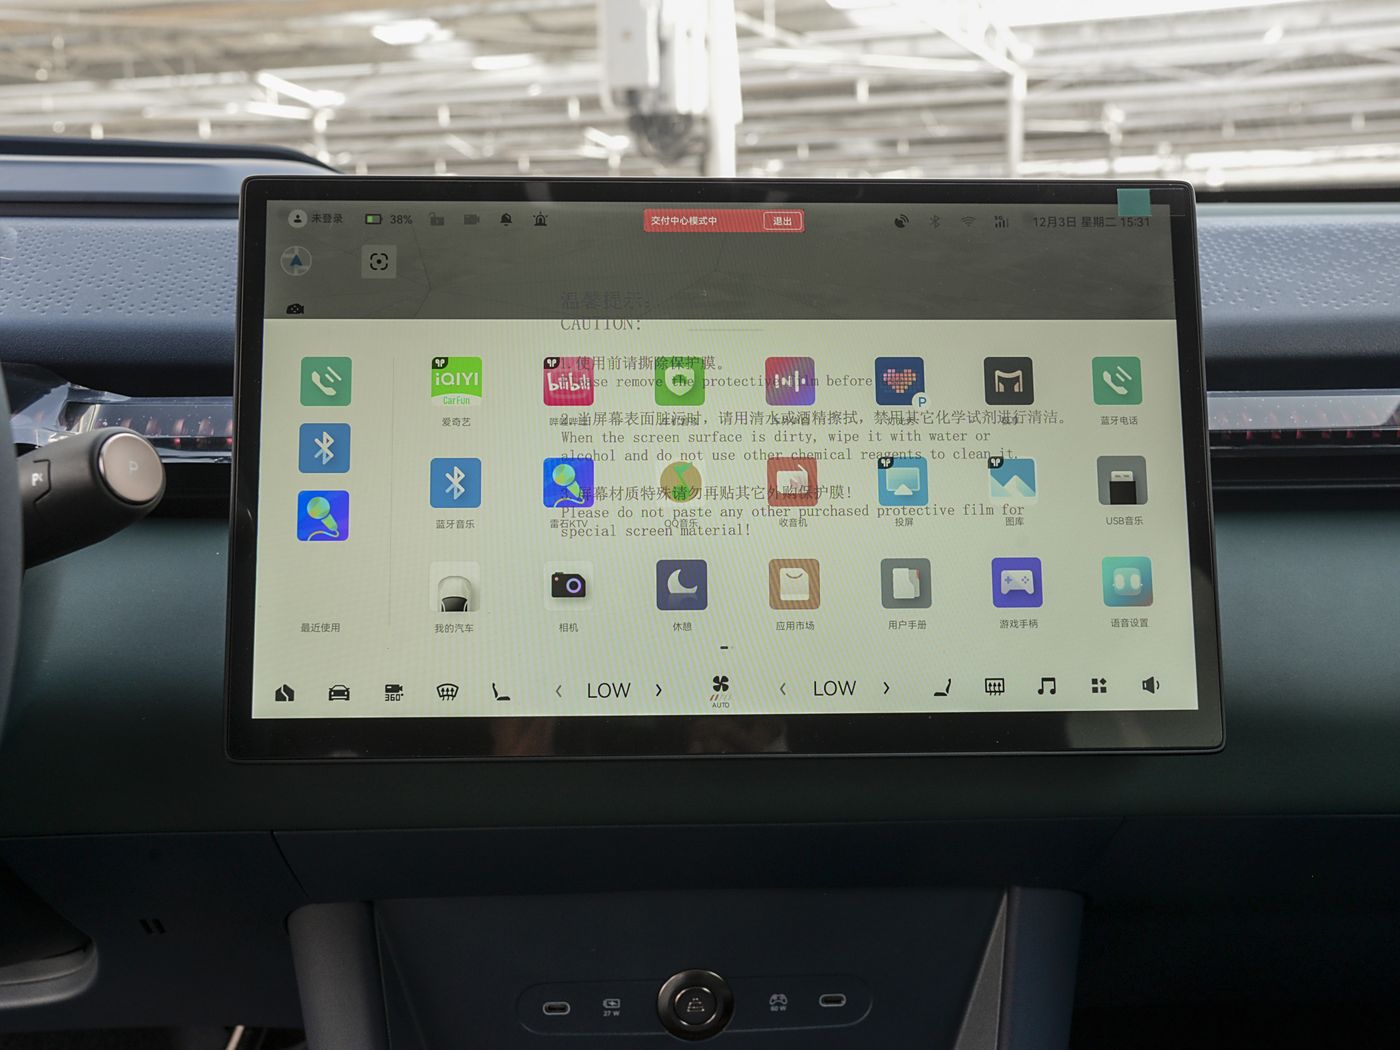 未登录 38% 交付中心模式中 退出 5G 12月3日 星期二 15:31
温馨提示:
CAUTION:
1.使用前请撕除保护膜。
Please remove the protective film before
2.当屏幕表面脏污时，请用清水或酒精擦拭，禁用其它化学试剂进行清洁。
When the screen surface is dirty, wipe it with water or
alcohol and do not use other chemical reagents to clean it.
3.屏幕材质特殊请勿再贴其它外购保护膜!
Please do not paste any other purchased protective film for
special screen material!
iQIYI
CarFun
bilibili
P
爱奇艺 哔哩哔哩 蓝牙电话
蓝牙音乐 雷石KTV QQ音乐 收音机 投屏 图库 USB音乐
最近使用 我的汽车 相机 休憩 应用市场 用户手册 游戏手柄 语音设置
360° LOW AUTO LOW
P
27 W 60 W